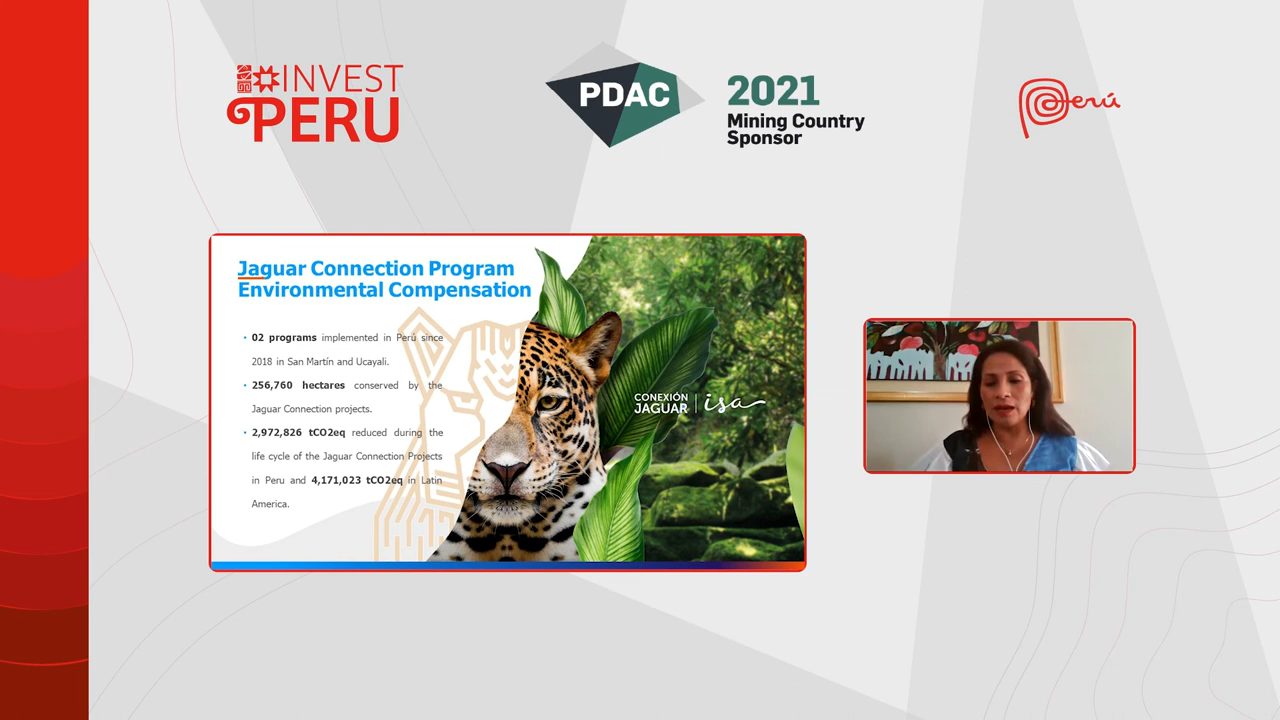 INVEST
PERU
PDAC
2021
Mining Country
Sponsor
Perú
Jaguar Connection Program
Environmental Compensation
• 02 programs implemented in Perú since
2018 in San Martín and Ucayali.
• 256,760 hectares conserved by the
Jaguar Connection projects.
• 2,972,826 tCO2eq reduced during the
life cycle of the Jaguar Connection Projects
in Peru and 4,171,023 tCO2eq in Latin
America.
CONEXIÓN
JAGUAR
isa